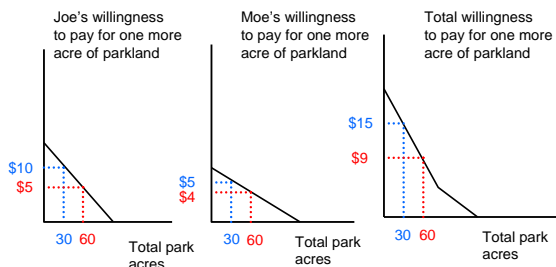 Joe's willingness
to pay for one more
acre of parkland
$10
$5
30 60
Total park
acres
Moe's willingness
to pay for one more
acre of parkland
$5
$4
30 60
Total park
acres
Total willingness
to pay for one more
acre of parkland
$15
$9
30 60
Total park
acres